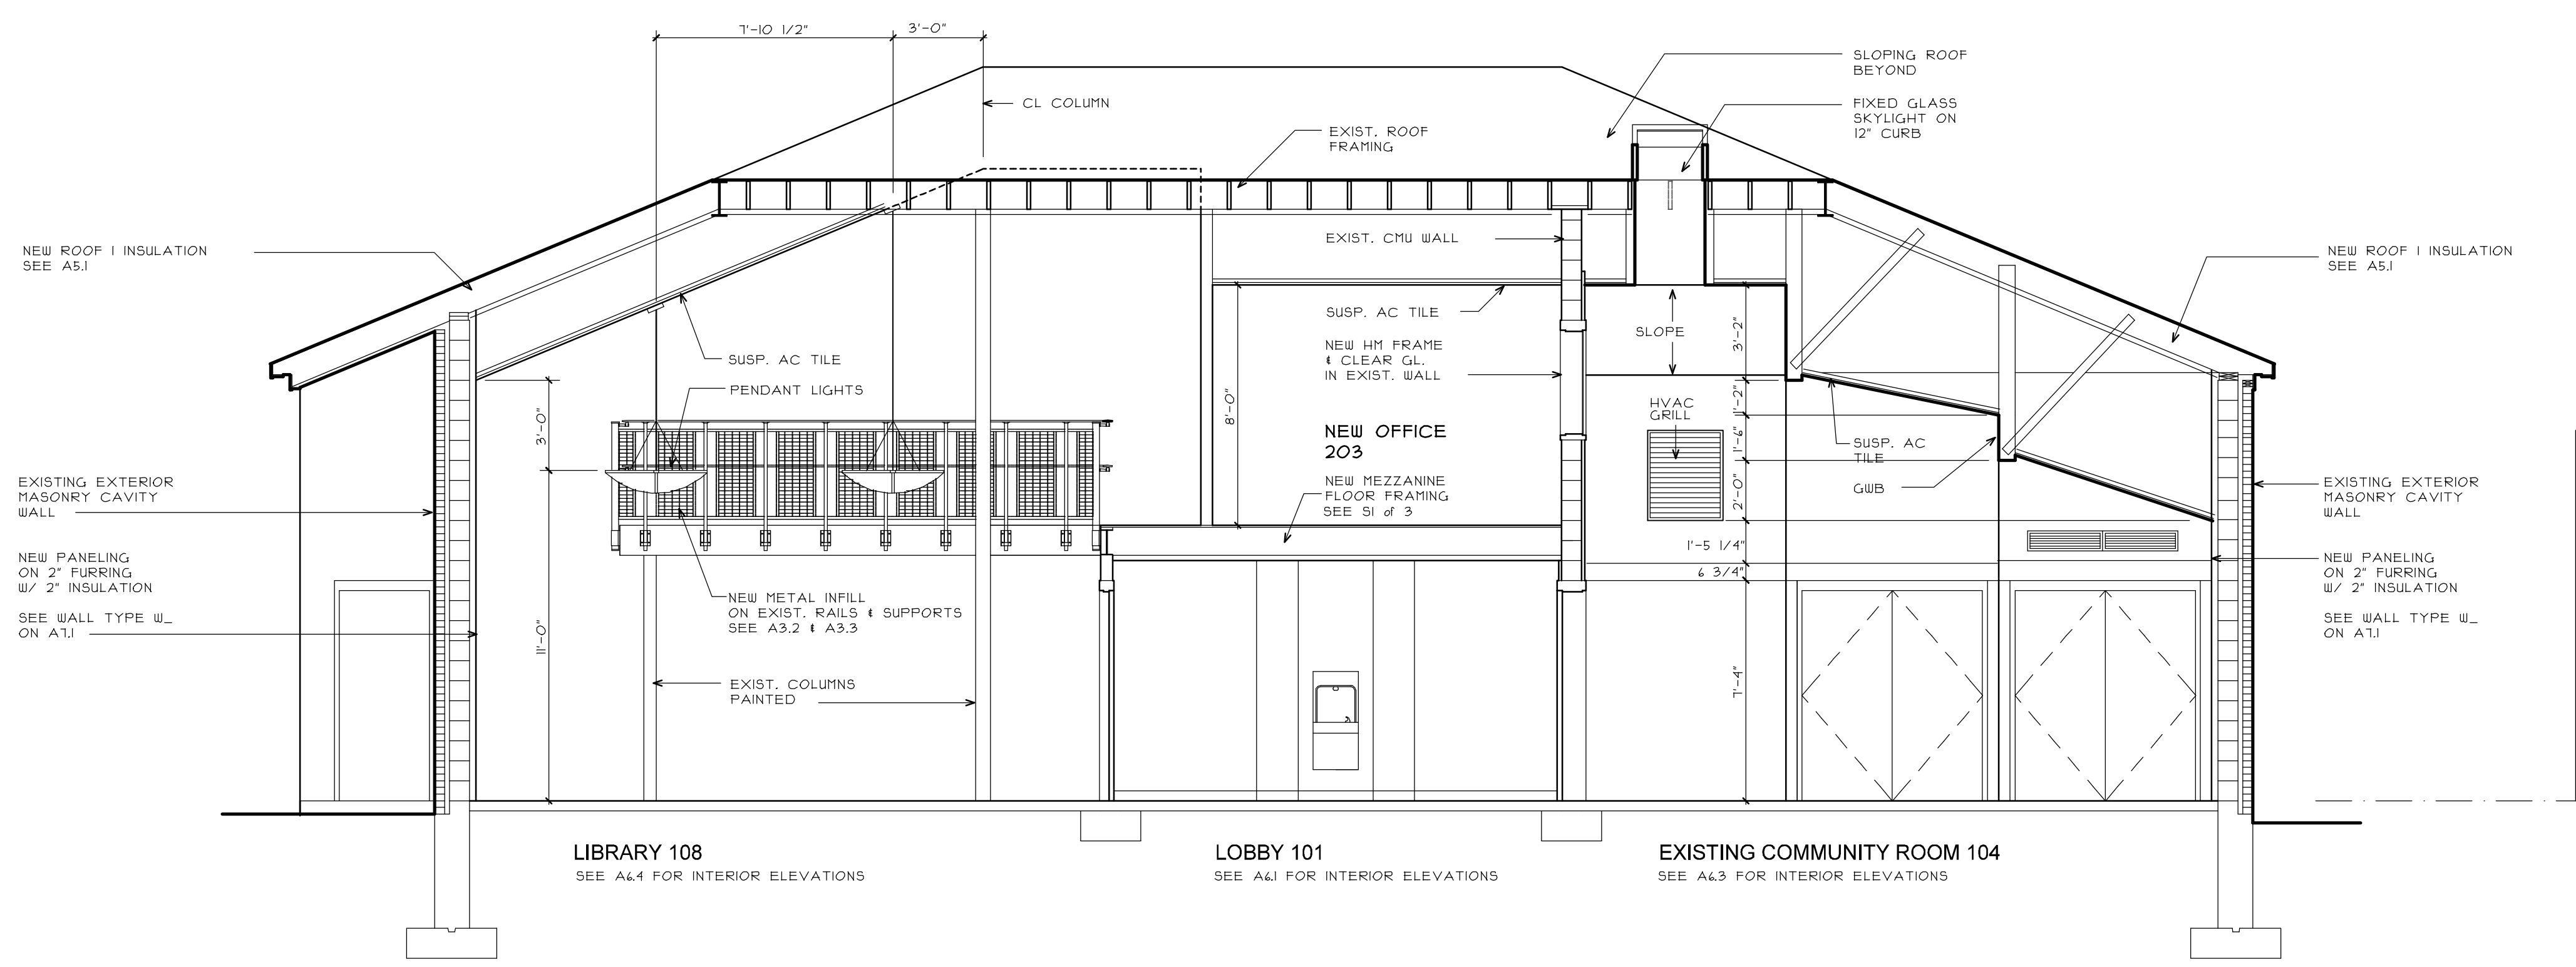 7'-10 1/2"
3'-0"
CL COLUMN
SLOPING ROOF
BEYOND
FIXED GLASS
SKYLIGHT ON
12" CURB
EXIST. ROOF
FRAMING
NEW ROOF | INSULATION
SEE A5.1
EXIST. CMU WALL
NEW ROOF | INSULATION
SEE A5.1
SUSP. AC TILE
SLOPE
3'-2"
NEW HM FRAME
& CLEAR GL.
IN EXIST. WALL
SUSP. AC TILE
PENDANT LIGHTS
3'-0"
8'-0"
HVAC
GRILL
1'-2"
1'-6"
2'-0"
NEW OFFICE
203
SUSP. AC
TILE
GWB
EXISTING EXTERIOR
MASONRY CAVITY
WALL
NEW MEZZANINE
FLOOR FRAMING
SEE S1 of 3
EXISTING EXTERIOR
MASONRY CAVITY
WALL
1'-5 1/4"
6 3/4"
NEW PANELING
ON 2" FURRING
W/ 2" INSULATION
SEE WALL TYPE W_
ON A7.1
NEW METAL INFILL
ON EXIST. RAILS & SUPPORTS
SEE A3.2 & A3.3
NEW PANELING
ON 2" FURRING
W/ 2" INSULATION
SEE WALL TYPE W_
ON A7.1
11'-0"
EXIST. COLUMNS
PAINTED
7'-4"
LIBRARY 108
SEE A6.4 FOR INTERIOR ELEVATIONS
LOBBY 101
SEE A6.1 FOR INTERIOR ELEVATIONS
EXISTING COMMUNITY ROOM 104
SEE A6.3 FOR INTERIOR ELEVATIONS